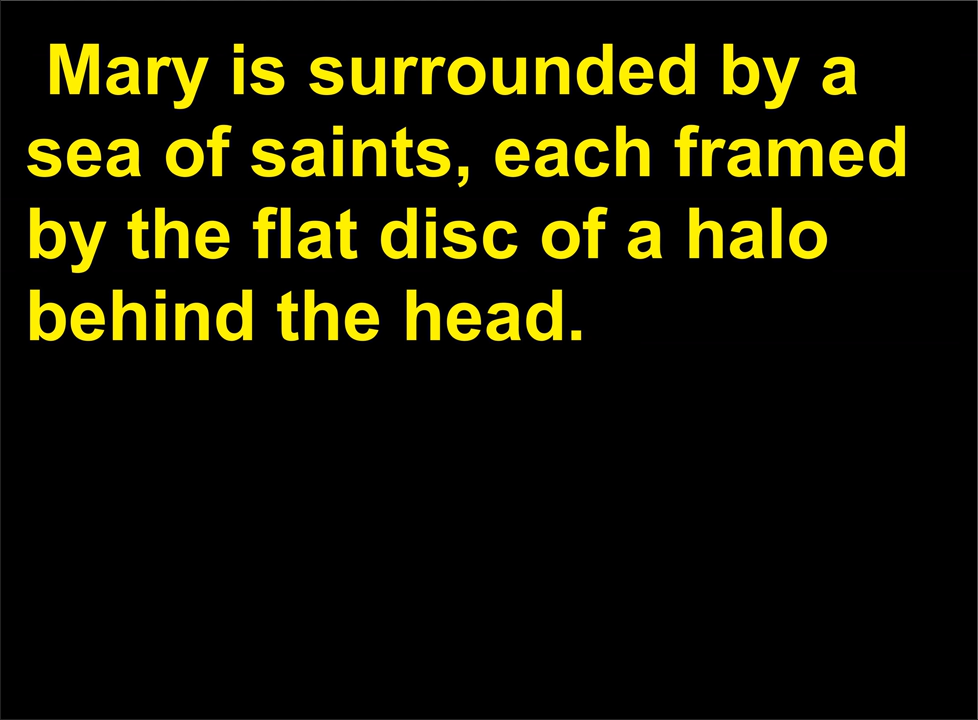 Mary is surrounded by a
sea of saints, each framed
by the flat disc of a halo
behind the head.